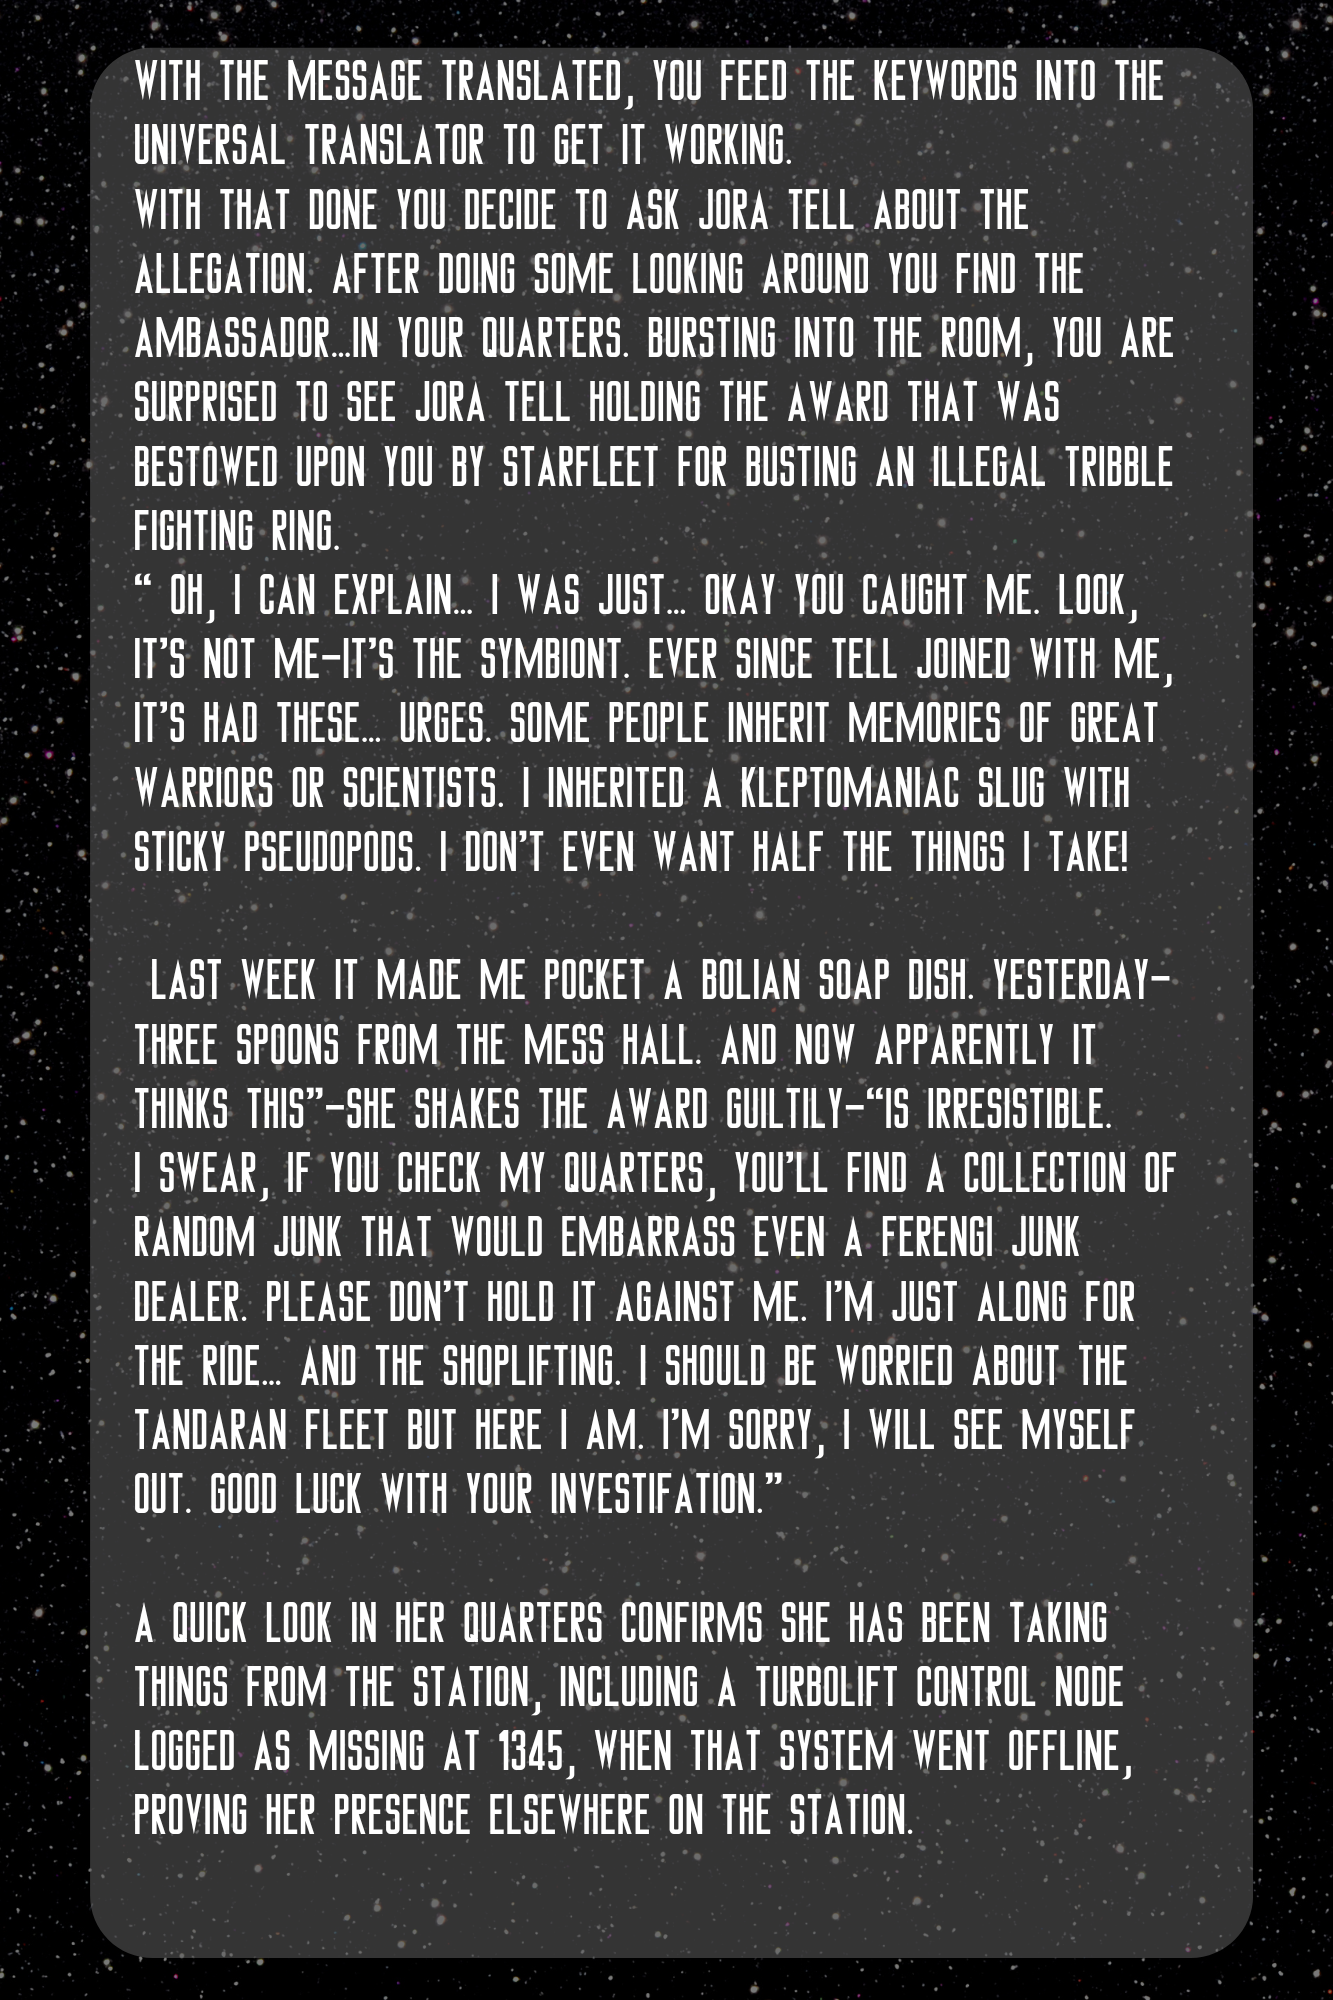 WITH THE MESSAGE TRANSLATED, YOU FEED THE KEYWORDS INTO THE
UNIVERSAL TRANSLATOR TO GET IT WORKING.
WITH THAT DONE YOU DECIDE TO ASK JORA TELL ABOUT THE
ALLEGATION. AFTER DOING SOME LOOKING AROUND YOU FIND THE
AMBASSADOR...IN YOUR QUARTERS. BURSTING INTO THE ROOM, YOU ARE
SURPRISED TO SEE JORA TELL HOLDING THE AWARD THAT WAS
BESTOWED UPON YOU BY STARFLEET FOR BUSTING AN ILLEGAL TRIBBLE
FIGHTING RING.
“ OH, I CAN EXPLAIN... I WAS JUST... OKAY YOU CAUGHT ME. LOOK,
IT’S NOT ME–IT’S THE SYMBIONT. EVER SINCE TELL JOINED WITH ME,
IT’S HAD THESE... URGES. SOME PEOPLE INHERIT MEMORIES OF GREAT
WARRIORS OR SCIENTISTS. I INHERITED A KLEPTOMANIAC SLUG WITH
STICKY PSEUDOPODS. I DON’T EVEN WANT HALF THE THINGS I TAKE!
LAST WEEK IT MADE ME POCKET A BOLIAN SOAP DISH. YESTERDAY–
THREE SPOONS FROM THE MESS HALL. AND NOW APPARENTLY IT
THINKS THIS”–SHE SHAKES THE AWARD GUILTILY–“IS IRRESISTIBLE.
I SWEAR, IF YOU CHECK MY QUARTERS, YOU’LL FIND A COLLECTION OF
RANDOM JUNK THAT WOULD EMBARRASS EVEN A FERENGI JUNK
DEALER. PLEASE DON’T HOLD IT AGAINST ME. I’M JUST ALONG FOR
THE RIDE... AND THE SHOPLIFTING. I SHOULD BE WORRIED ABOUT THE
TANDARAN FLEET BUT HERE I AM. I’M SORRY, I WILL SEE MYSELF
OUT. GOOD LUCK WITH YOUR INVESTIFATION.”
A QUICK LOOK IN HER QUARTERS CONFIRMS SHE HAS BEEN TAKING
THINGS FROM THE STATION, INCLUDING A TURBOLIFT CONTROL NODE
LOGGED AS MISSING AT 1345, WHEN THAT SYSTEM WENT OFFLINE,
PROVING HER PRESENCE ELSEWHERE ON THE STATION.